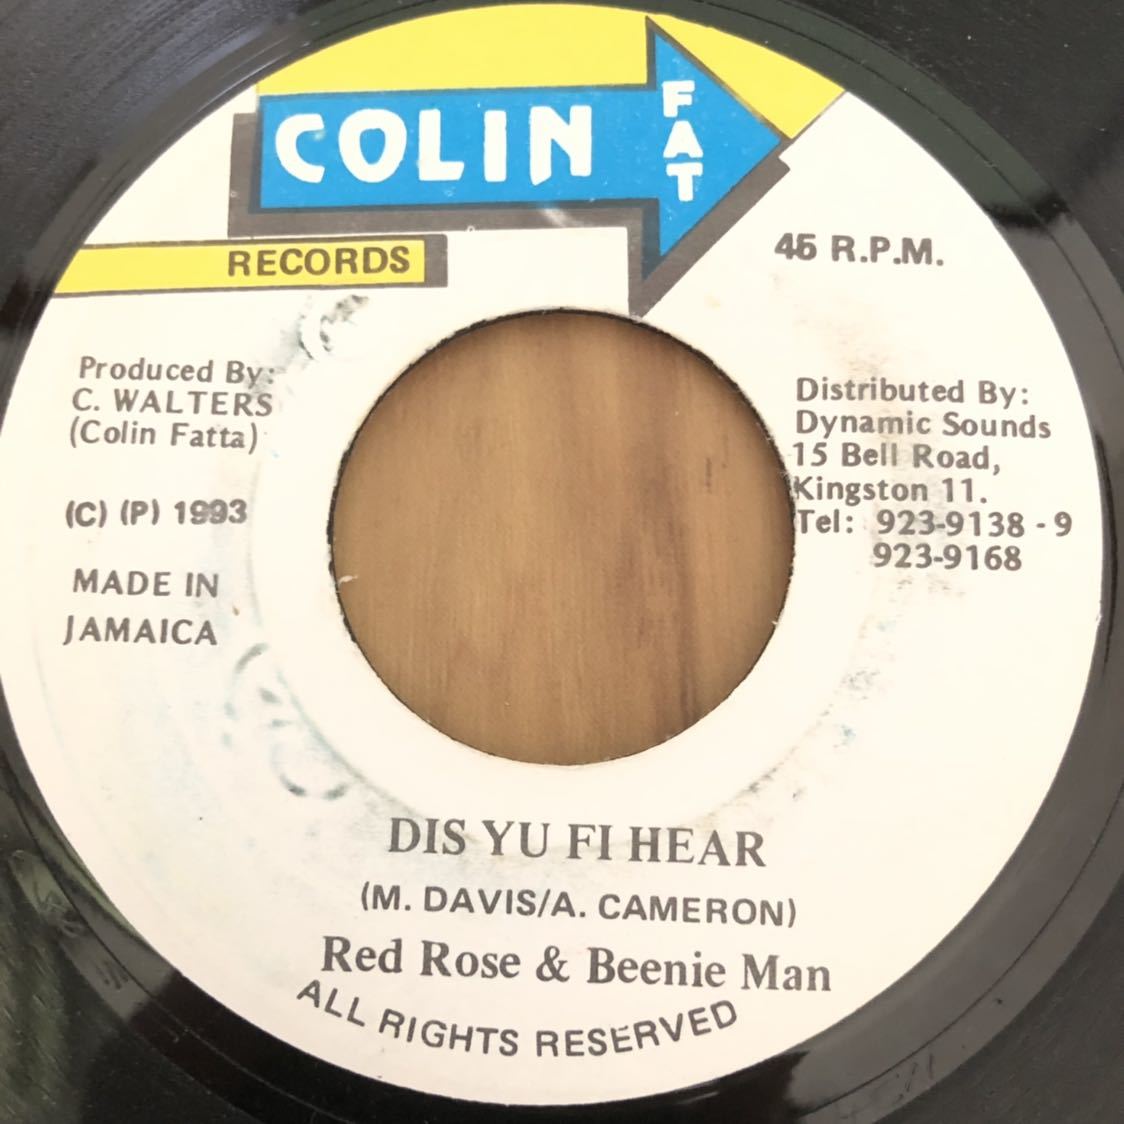 COLIN
FAT
RECORDS
45 R.P.M.
Produced By:
C. WALTERS
(Colin Fatta)
(C) (P) 1993
MADE IN
JAMAICA
Distributed By:
Dynamic Sounds
15 Bell Road,
Kingston 11.
Tel: 923-9138 - 9
923-9168
DIS YU FI HEAR
(M. DAVIS/A. CAMERON)
Red Rose & Beenie Man
ALL RIGHTS RESERVED